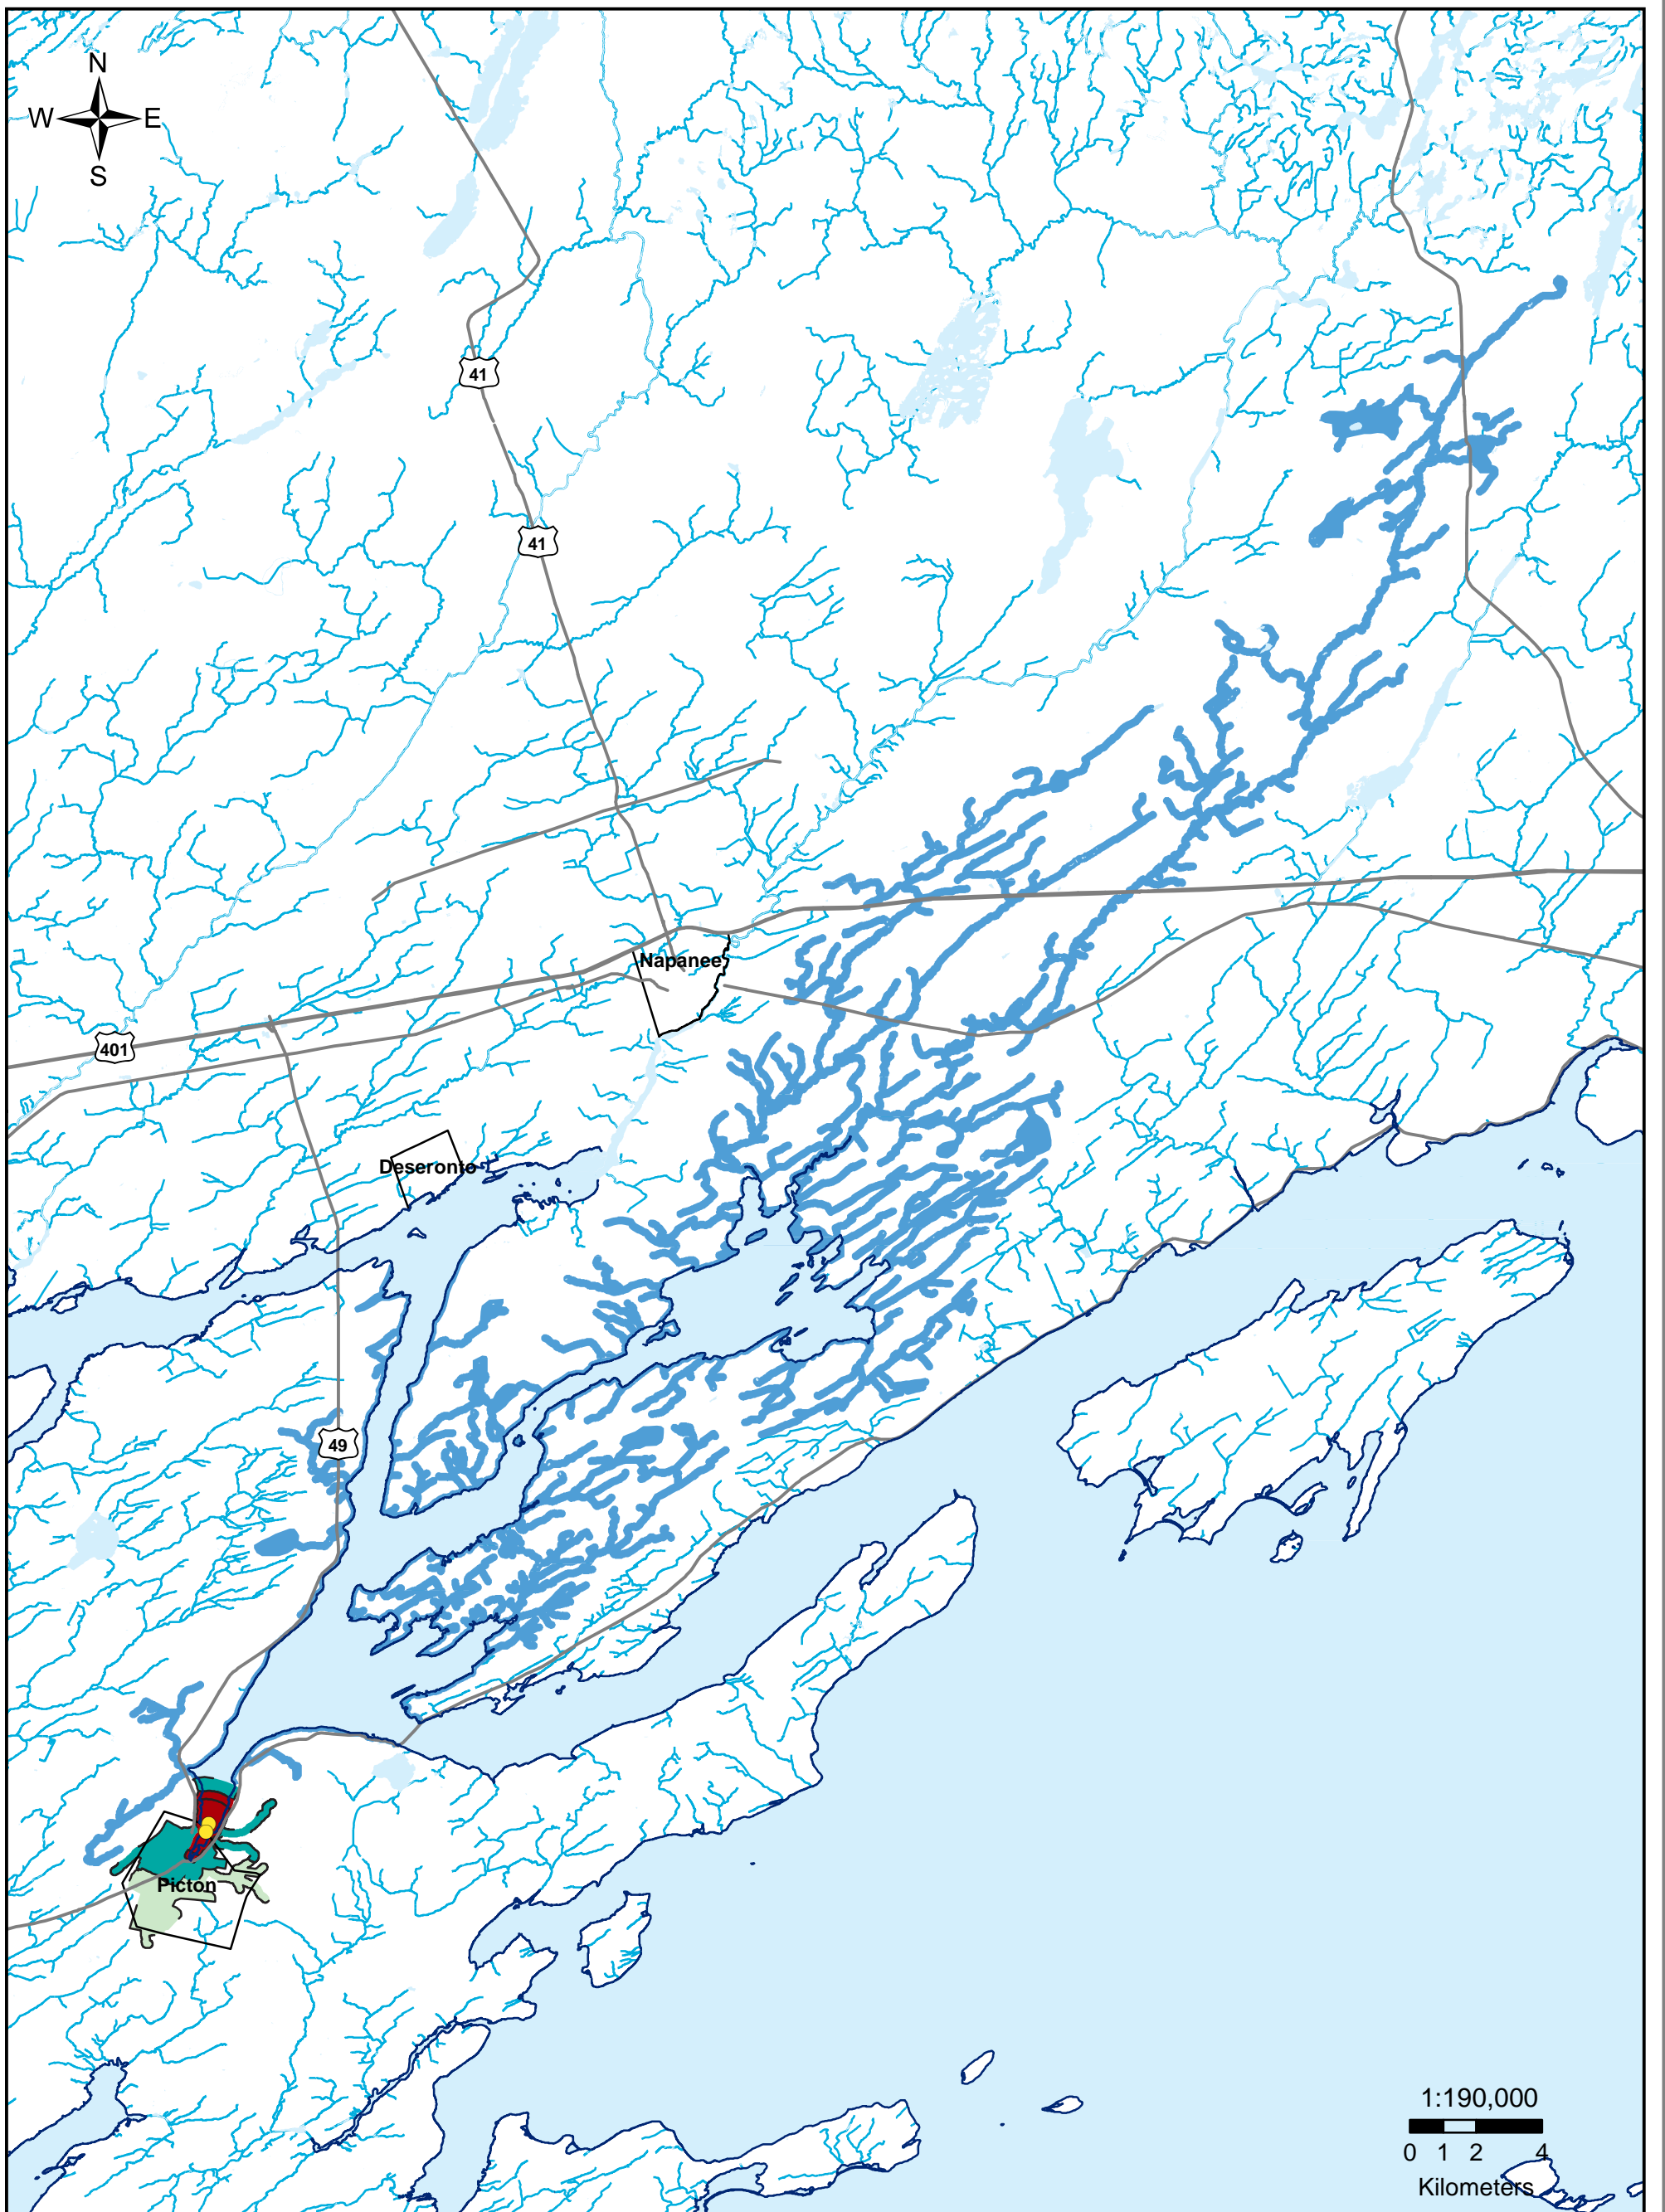 N
W E
S
41
41
Napanee
401
Deseronto
49
Picton
1:190,000
0 1 2 4
Kilometers